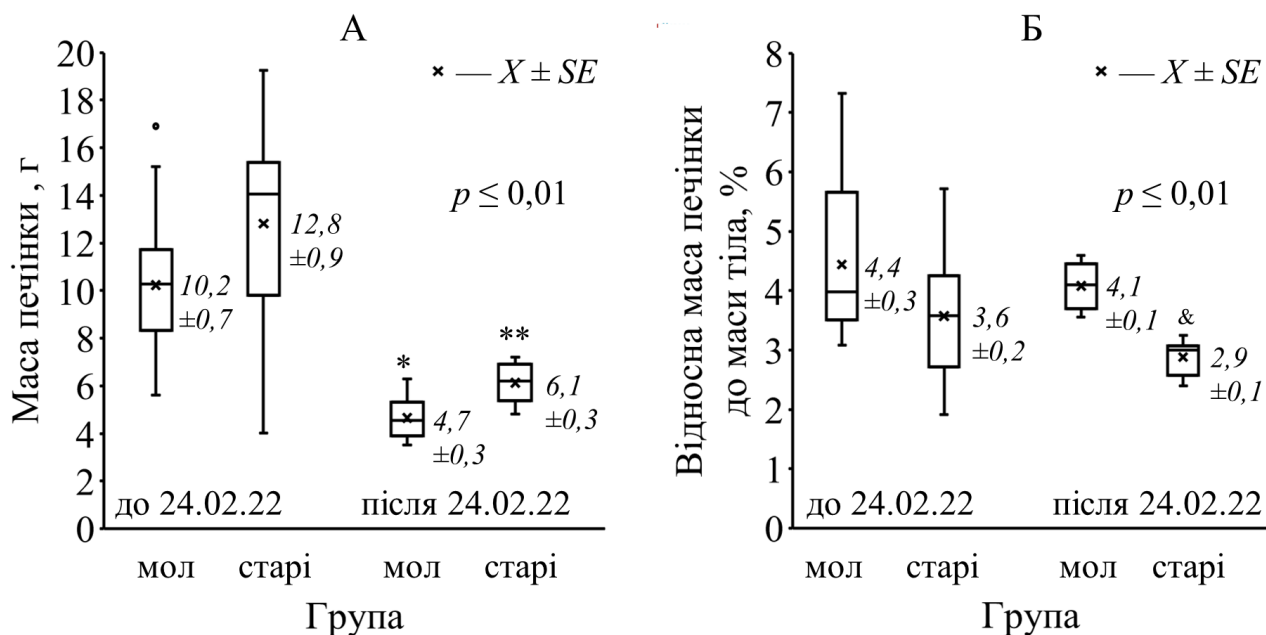 А
Маса печінки , г
20
18
16
14
12
10
8
6
4
2
0
× — X ± SE
p ≤ 0,01
10,2
±0,7
12,8
±0,9
*
4,7
±0,3
**
6,1
±0,3
до 24.02.22
після 24.02.22
мол
старі
мол
старі
Група
Б
Відносна маса печінки
до маси тіла, %
8
7
6
5
4
3
2
1
0
× — X ± SE
p ≤ 0,01
4,4
±0,3
3,6
±0,2
4,1
±0,1
&
2,9
±0,1
до 24.02.22
після 24.02.22
мол
старі
мол
старі
Група